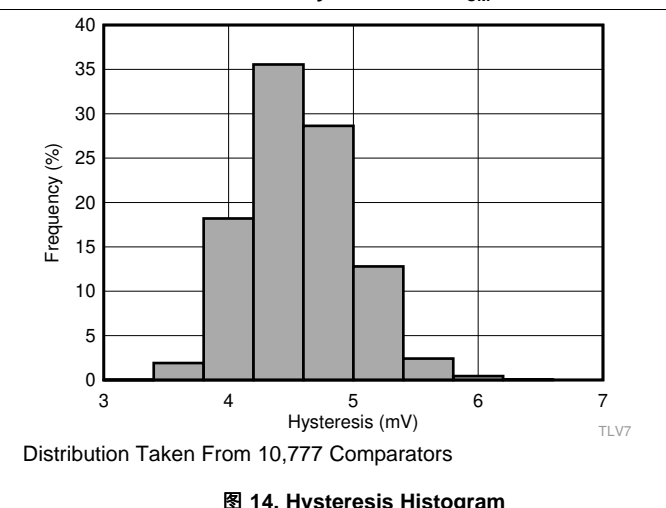 40
35
30
25
20
15
10
5
0
Frequency (%)
3 4 5 6 7
Hysteresis (mV)
TLV7
Distribution Taken From 10,777 Comparators
图 14. Hysteresis Histogram